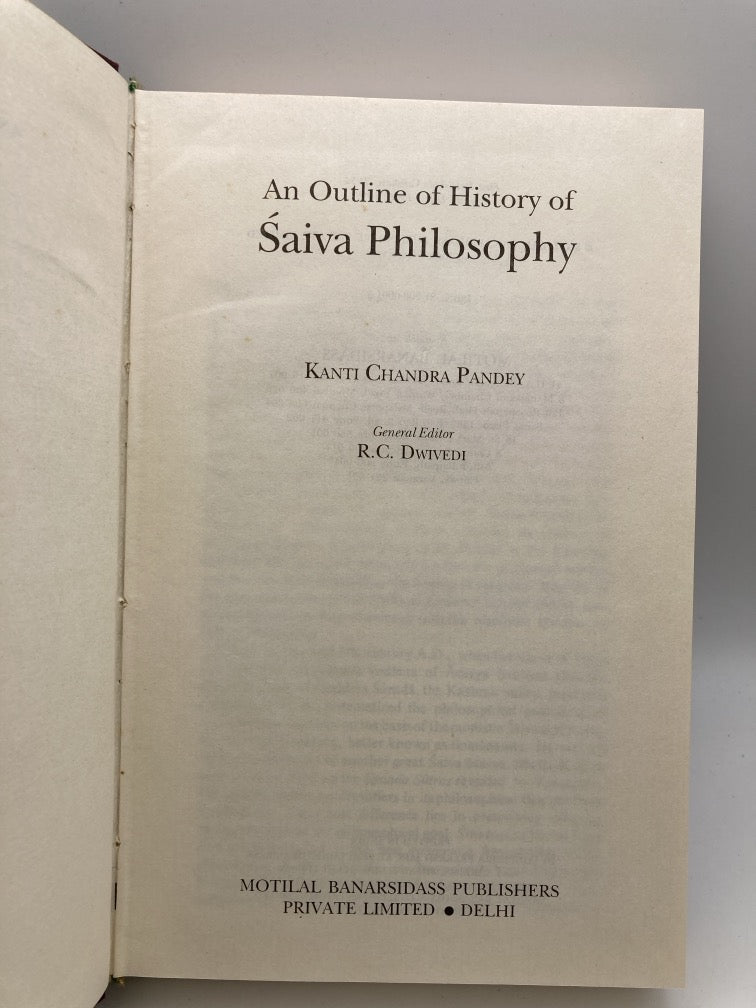 An Outline of History of
Śaiva Philosophy
KANTI CHANDRA PANDEY
General Editor
R.C. DWIVEDI
MOTILAL BANARSIDASS PUBLISHERS
PRIVATE LIMITED ● DELHI